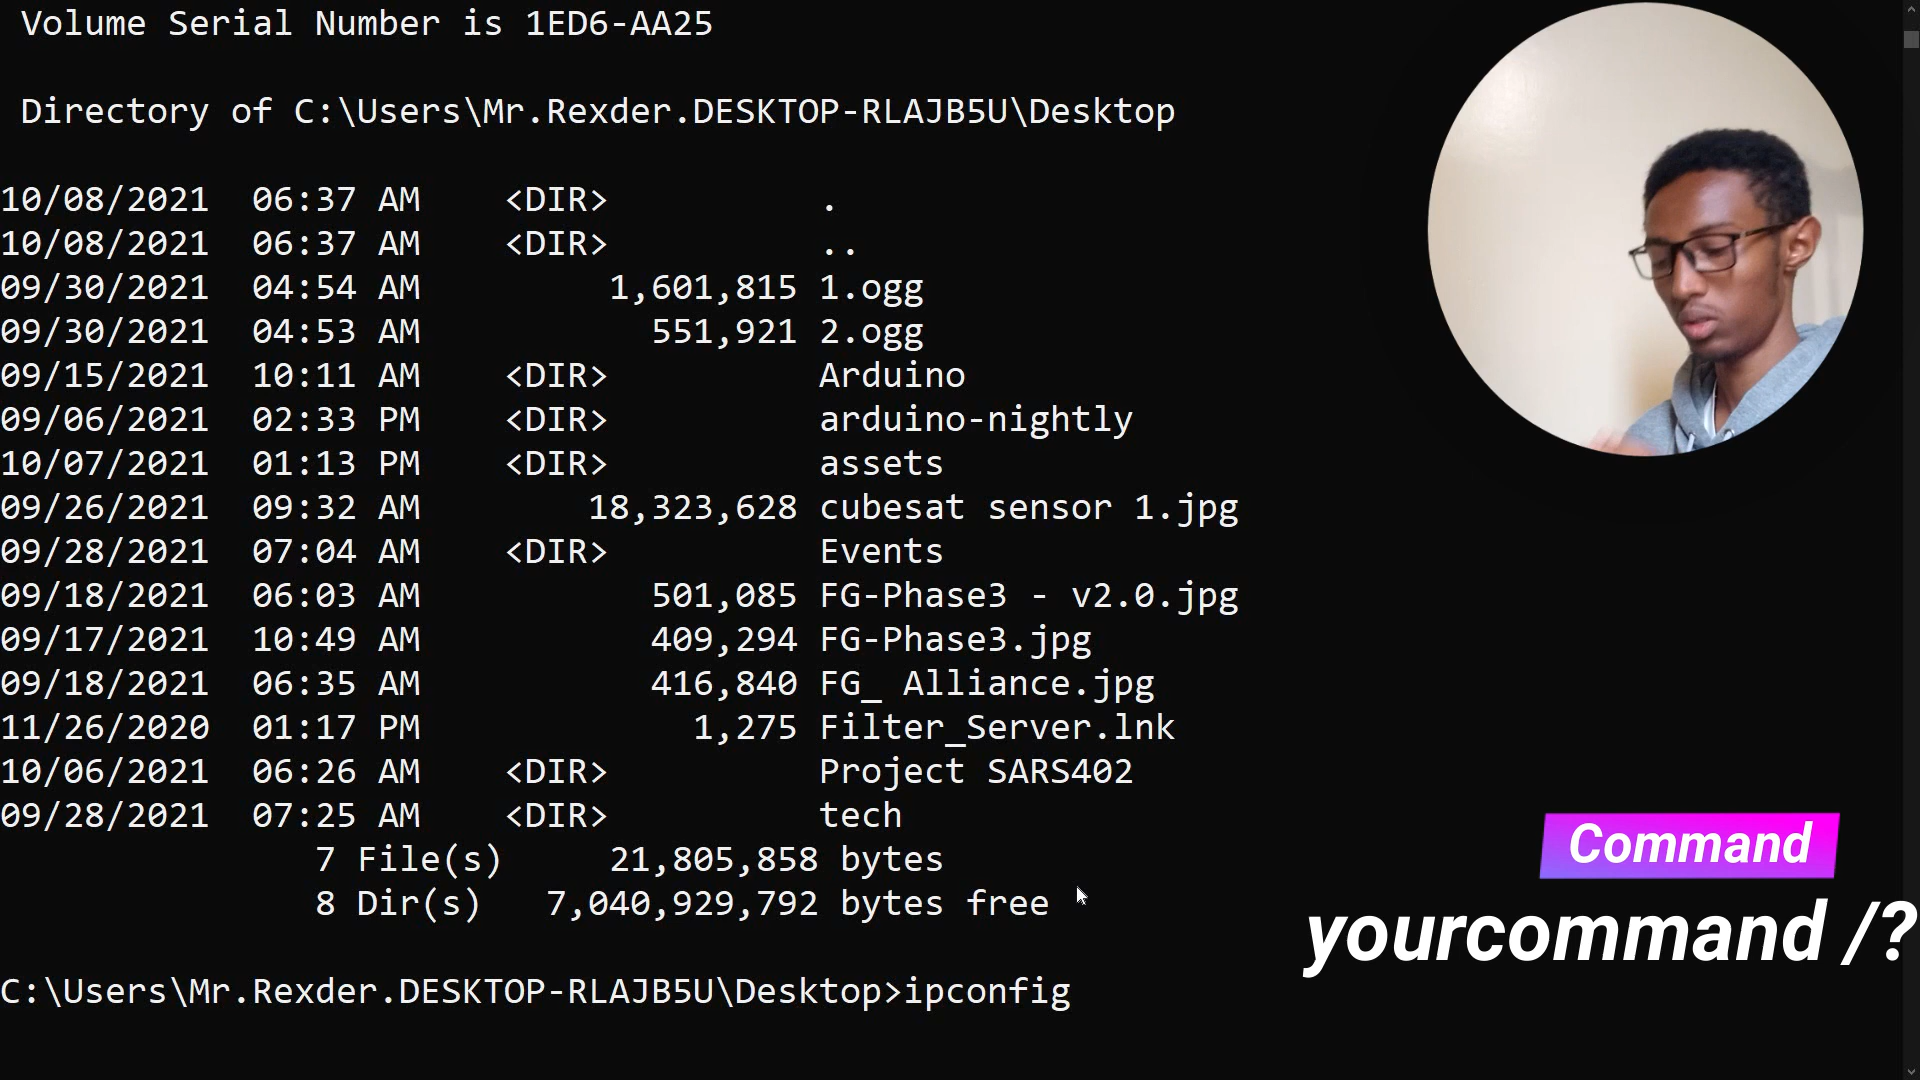 Volume Serial Number is 1ED6-AA25
Directory of C:\Users\Mr.Rexder.DESKTOP-RLAJB5U\Desktop
10/08/2021  06:37 AM    <DIR>          .
10/08/2021  06:37 AM    <DIR>          ..
09/30/2021  04:54 AM         1,601,815 1.ogg
09/30/2021  04:53 AM           551,921 2.ogg
09/15/2021  10:11 AM    <DIR>          Arduino
09/06/2021  02:33 PM    <DIR>          arduino-nightly
10/07/2021  01:13 PM    <DIR>          assets
09/26/2021  09:32 AM        18,323,628 cubesat sensor 1.jpg
09/28/2021  07:04 AM    <DIR>          Events
09/18/2021  06:03 AM           501,085 FG-Phase3 - v2.0.jpg
09/17/2021  10:49 AM           409,294 FG-Phase3.jpg
09/18/2021  06:35 AM           416,840 FG_ Alliance.jpg
11/26/2020  01:17 PM             1,275 Filter_Server.lnk
10/06/2021  06:26 AM    <DIR>          Project SARS402
09/28/2021  07:25 AM    <DIR>          tech
7 File(s)     21,805,858 bytes
8 Dir(s)   7,040,929,792 bytes free
C:\Users\Mr.Rexder.DESKTOP-RLAJB5U\Desktop>ipconfig
Command
yourcommand /?